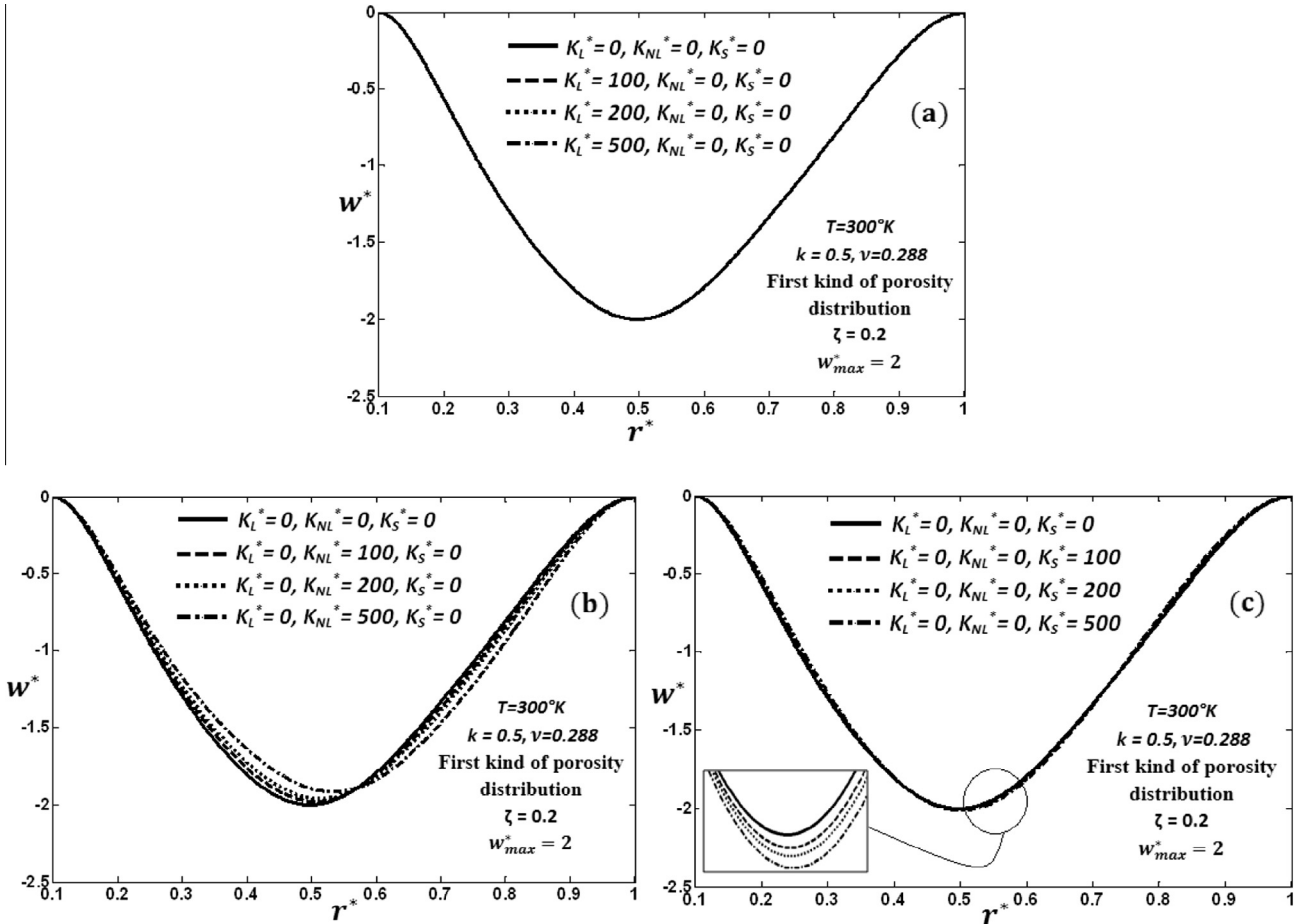 0
-0.5
-1
-1.5
-2
-2.5
w*
K_L* = 0, K_NL* = 0, K_S* = 0
K_L* = 100, K_NL* = 0, K_S* = 0
K_L* = 200, K_NL* = 0, K_S* = 0
K_L* = 500, K_NL* = 0, K_S* = 0
(a)
T=300°K
k = 0.5, ν=0.288
First kind of porosity
distribution
ζ = 0.2
w*_max = 2
0.1 0.2 0.3 0.4 0.5 0.6 0.7 0.8 0.9 1
r*
0
-0.5
-1
-1.5
-2
-2.5
w*
K_L* = 0, K_NL* = 0, K_S* = 0
K_L* = 0, K_NL* = 100, K_S* = 0
K_L* = 0, K_NL* = 200, K_S* = 0
K_L* = 0, K_NL* = 500, K_S* = 0
(b)
T=300°K
k = 0.5, ν=0.288
First kind of porosity
distribution
ζ = 0.2
w*_max = 2
0.1 0.2 0.3 0.4 0.5 0.6 0.7 0.8 0.9 1
r*
0
-0.5
-1
-1.5
-2
-2.5
w*
K_L* = 0, K_NL* = 0, K_S* = 0
K_L* = 0, K_NL* = 0, K_S* = 100
K_L* = 0, K_NL* = 0, K_S* = 200
K_L* = 0, K_NL* = 0, K_S* = 500
(c)
T=300°K
k = 0.5, ν=0.288
First kind of porosity
distribution
ζ = 0.2
w*_max = 2
0.1 0.2 0.3 0.4 0.5 0.6 0.7 0.8 0.9 1
r*